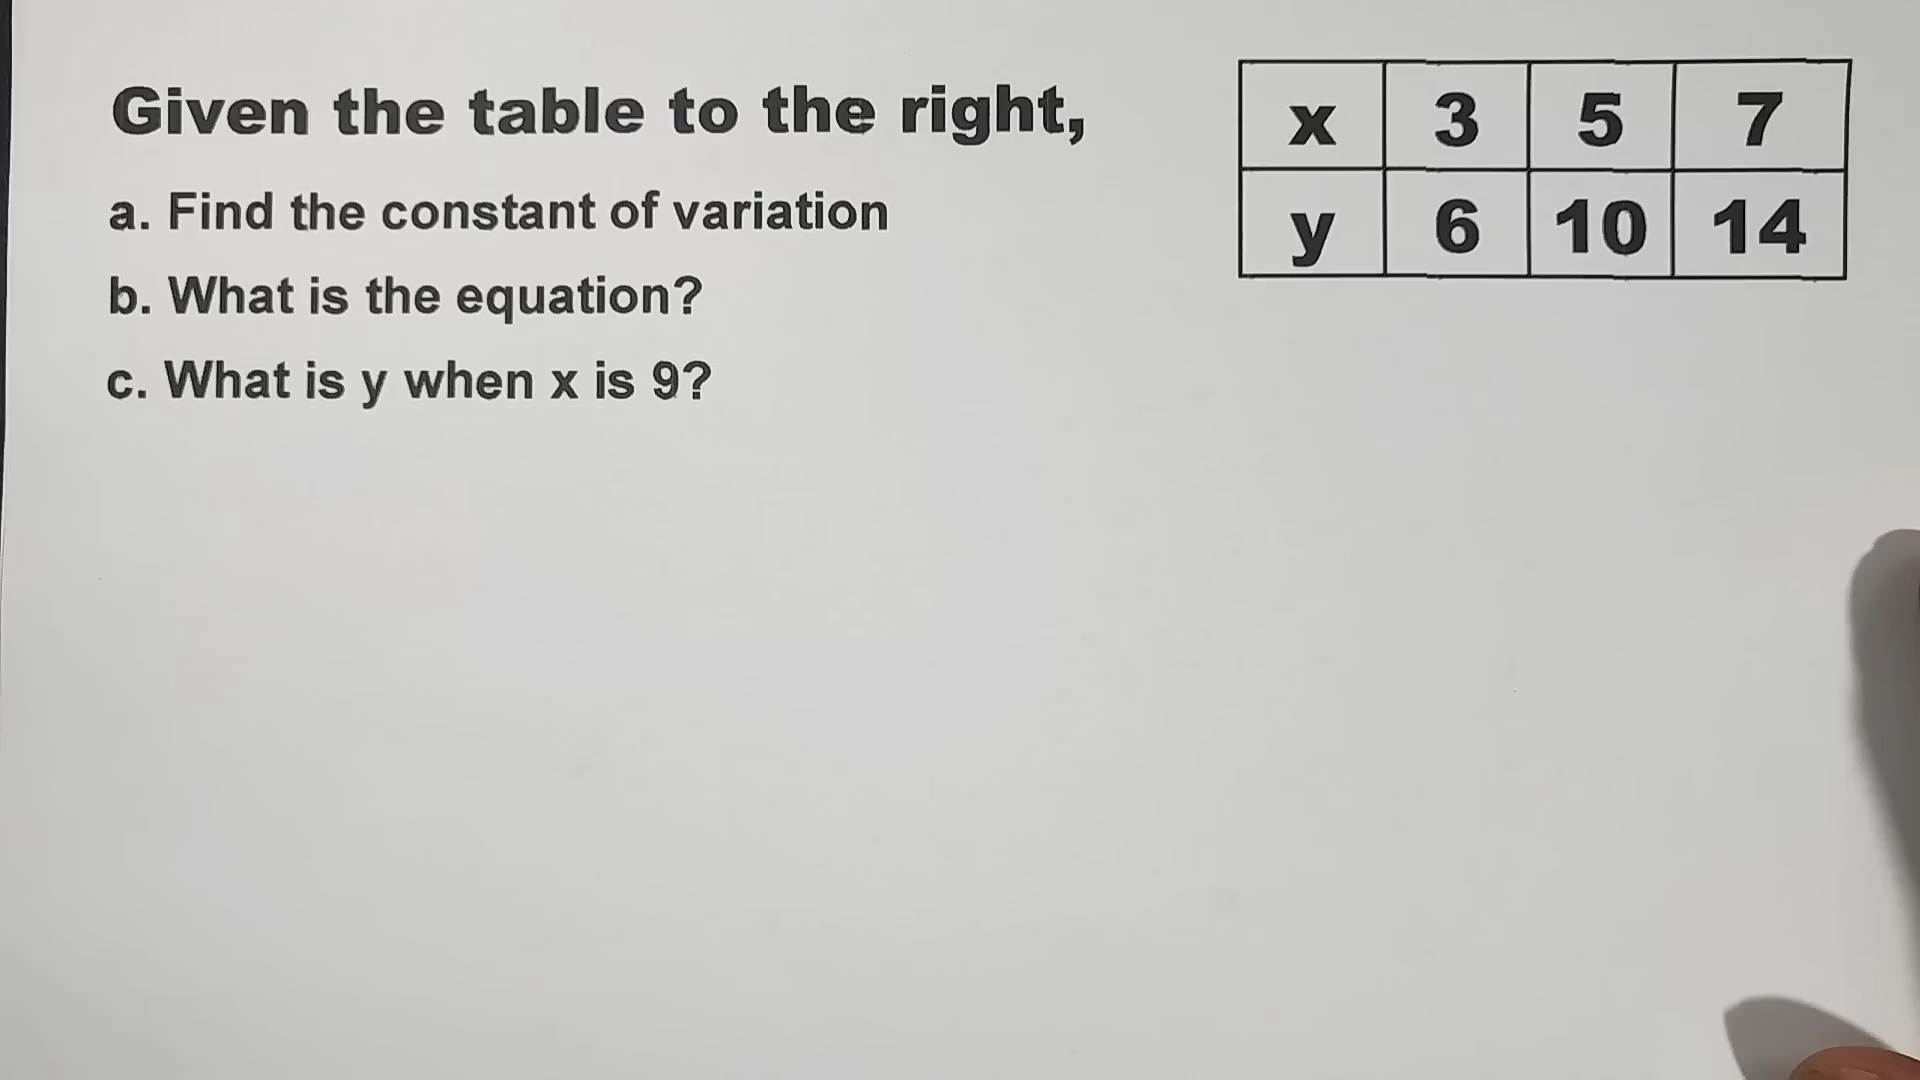 Given the table to the right,
a. Find the constant of variation
b. What is the equation?
c. What is y when x is 9?
x 3 5 7
y 6 10 14